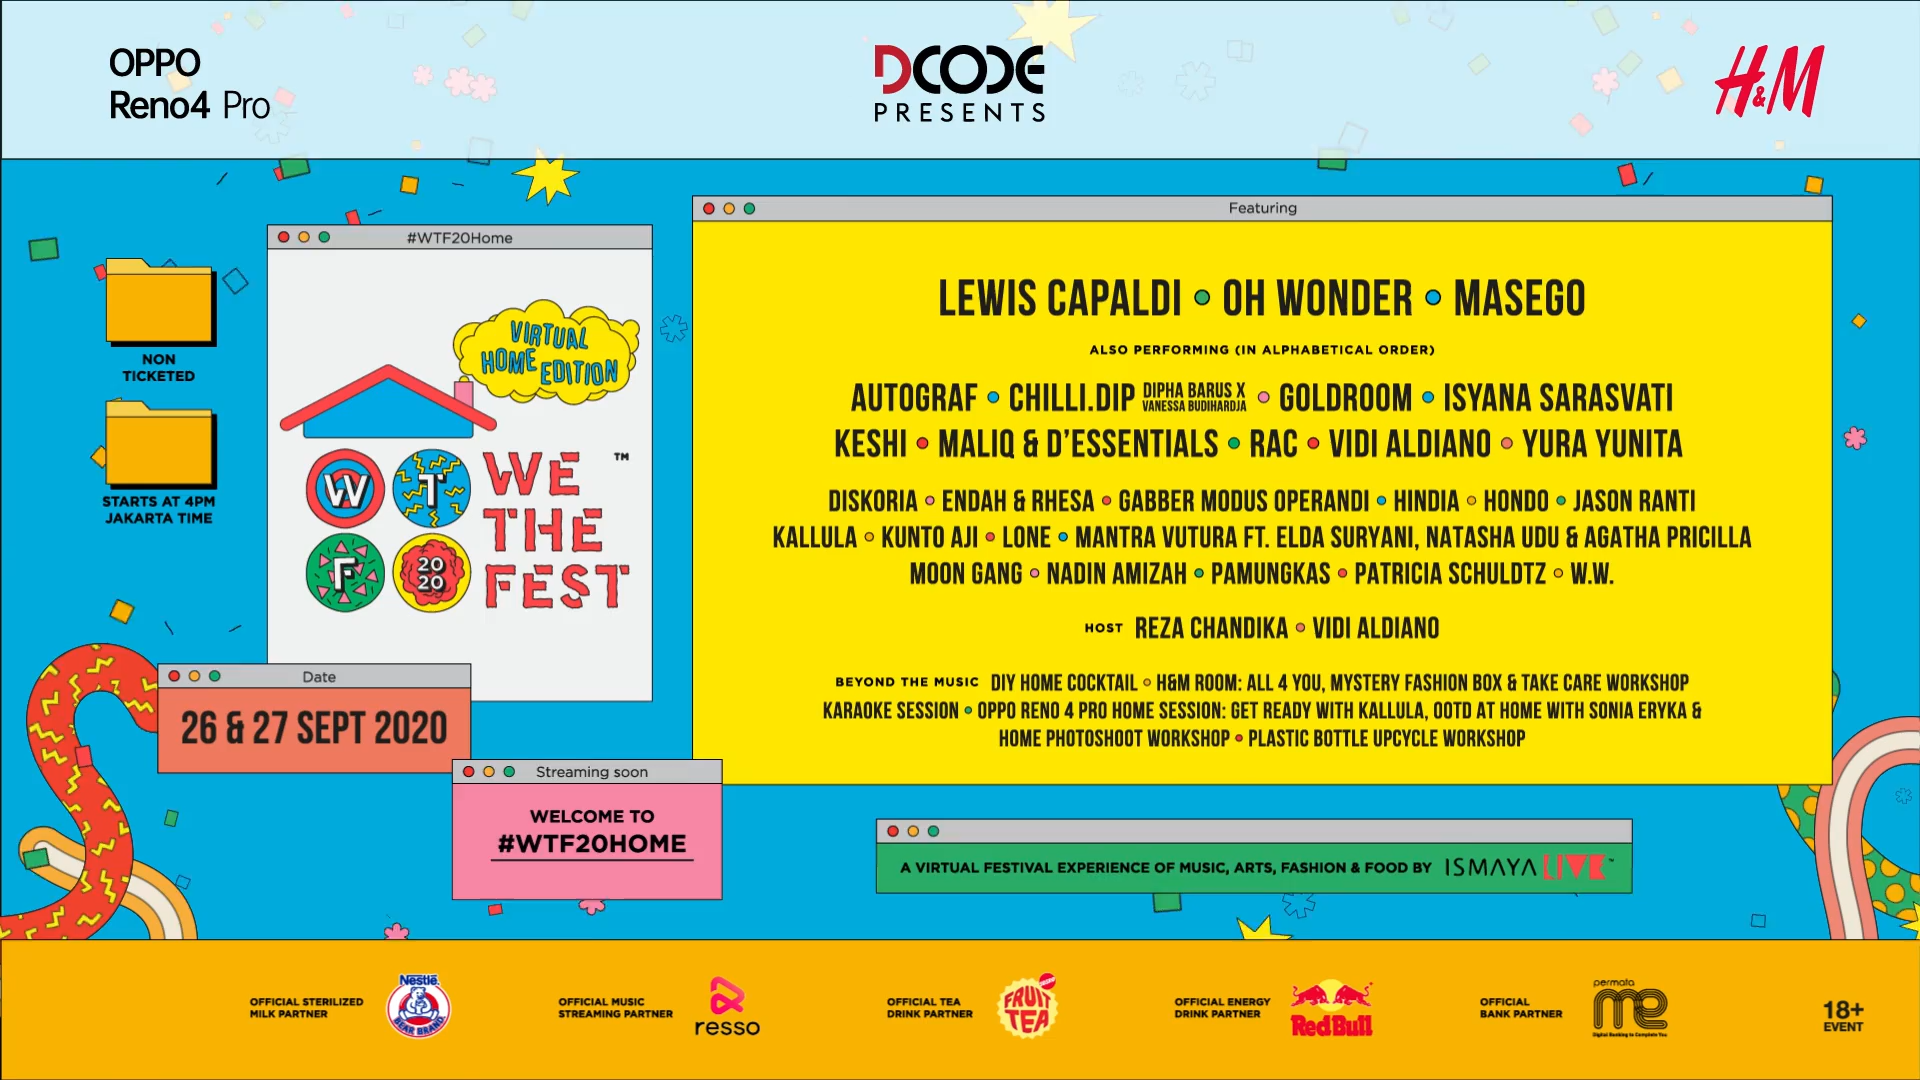 OPPO
Reno4 Pro
DCODE
PRESENTS
H&M
#WTF20Home
VIRTUAL
HOME EDITION
W T
F 20
20
WE
THE
FEST
TM
NON
TICKETED
STARTS AT 4PM
JAKARTA TIME
Date
26 & 27 SEPT 2020
Streaming soon
WELCOME TO
#WTF20HOME
Featuring
LEWIS CAPALDI • OH WONDER • MASEGO
ALSO PERFORMING (IN ALPHABETICAL ORDER)
AUTOGRAF • CHILLI.DIP DIPHA BARUS X VANESSA BUDIHARDJA • GOLDROOM • ISYANA SARASVATI
KESHI • MALIQ & D'ESSENTIALS • RAC • VIDI ALDIANO • YURA YUNITA
DISKORIA • ENDAH & RHESA • GABBER MODUS OPERANDI • HINDIA • HONDO • JASON RANTI
KALLULA • KUNTO AJI • LONE • MANTRA VUTURA FT. ELDA SURYANI, NATASHA UDU & AGATHA PRICILLA
MOON GANG • NADIN AMIZAH • PAMUNGKAS • PATRICIA SCHULDTZ • W.W.
HOST REZA CHANDIKA • VIDI ALDIANO
BEYOND THE MUSIC DIY HOME COCKTAIL • H&M ROOM: ALL 4 YOU, MYSTERY FASHION BOX & TAKE CARE WORKSHOP
KARAOKE SESSION • OPPO RENO 4 PRO HOME SESSION: GET READY WITH KALLULA, OOTD AT HOME WITH SONIA ERYKA &
HOME PHOTOSHOOT WORKSHOP • PLASTIC BOTTLE UPCYCLE WORKSHOP
A VIRTUAL FESTIVAL EXPERIENCE OF MUSIC, ARTS, FASHION & FOOD BY ISMAYA LIVE™
OFFICIAL STERILIZED
MILK PARTNER
Nestlé
BEAR BRAND
OFFICIAL MUSIC
STREAMING PARTNER
resso
OFFICIAL TEA
DRINK PARTNER
FRUIT
TEA
OFFICIAL ENERGY
DRINK PARTNER
Red Bull
OFFICIAL
BANK PARTNER
permata
me
Digital Banking to Complete You
18+
EVENT